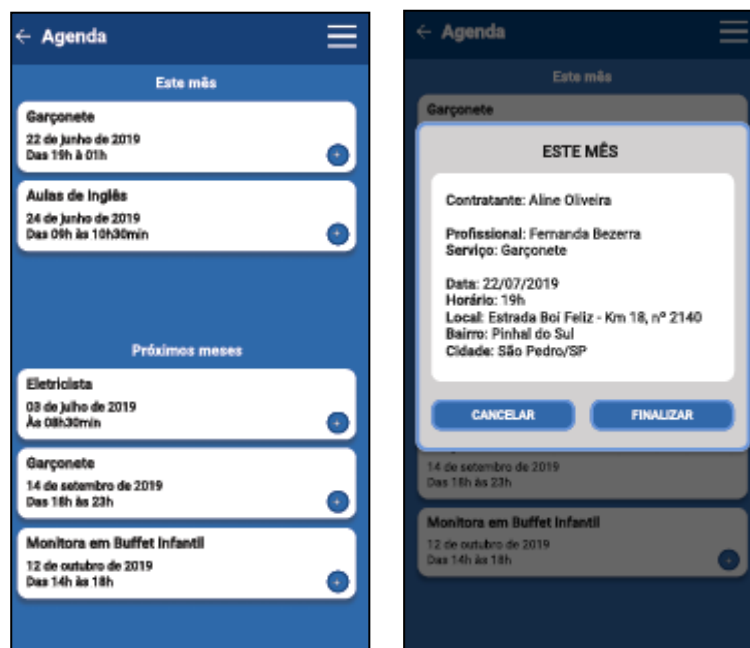 Agenda
Este mês
Garçonete
22 de junho de 2019
Das 19h à 01h
Aulas de Inglês
24 de junho de 2019
Das 09h às 10h30min
Próximos meses
Eletricista
03 de julho de 2019
Às 08h30min
Garçonete
14 de setembro de 2019
Das 18h às 23h
Monitora em Buffet Infantil
12 de outubro de 2019
Das 14h às 18h
Agenda
Este mês
Garçonete
ESTE MÊS
Contratante: Aline Oliveira
Profissional: Fernanda Bezerra
Serviço: Garçonete
Data: 22/07/2019
Horário: 19h
Local: Estrada Boi Feliz - Km 18, nº 2140
Bairro: Pinhal do Sul
Cidade: São Pedro/SP
CANCELAR FINALIZAR
14 de setembro de 2019
Das 18h às 23h
Monitora em Buffet Infantil
12 de outubro de 2019
Das 14h às 18h